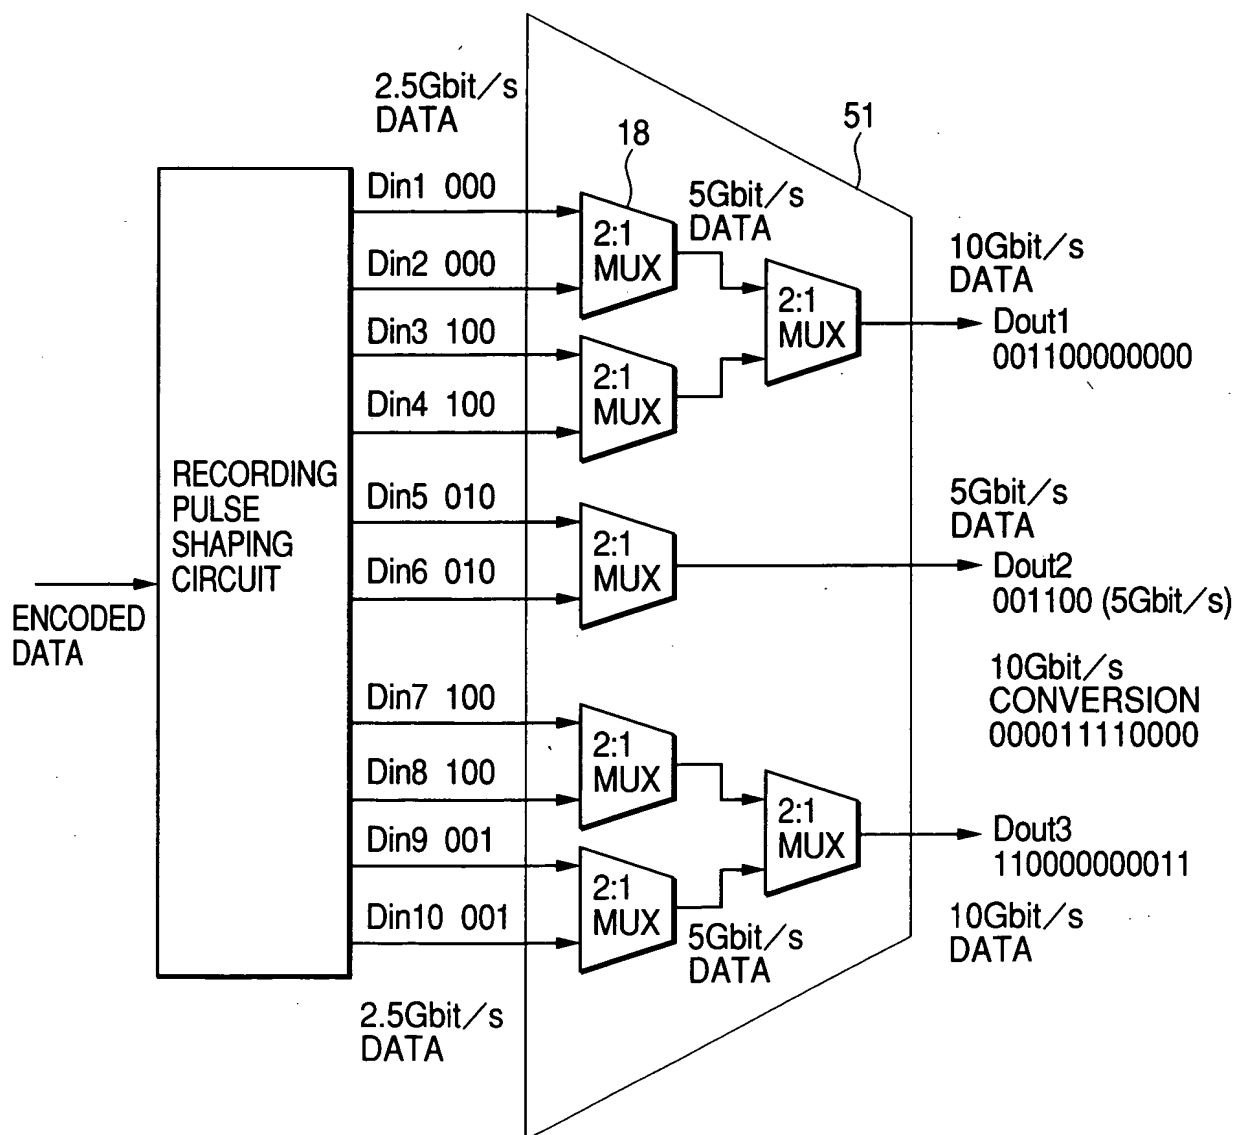 2.5Gbit/s
DATA
51
18
Din1 000
5Gbit/s
DATA
2:1
MUX
10Gbit/s
DATA
Din2 000
2:1
MUX
Dout1
001100000000
Din3 100
2:1
MUX
Din4 100
RECORDING
PULSE
SHAPING
CIRCUIT
Din5 010
5Gbit/s
DATA
2:1
MUX
Din6 010
Dout2
001100 (5Gbit/s)
ENCODED
DATA
10Gbit/s
CONVERSION
000011110000
Din7 100
2:1
MUX
Din8 100
2:1
MUX
Dout3
110000000011
Din9 001
2:1
MUX
Din10 001
5Gbit/s
DATA
10Gbit/s
DATA
2.5Gbit/s
DATA